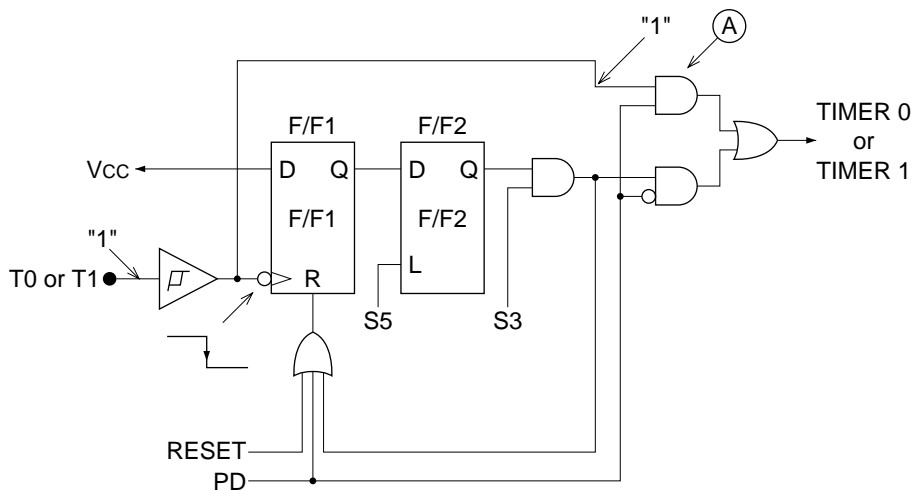 "1"
A
F/F1
F/F2
TIMER 0
or
TIMER 1
VCC
D
Q
D
Q
F/F1
F/F2
"1"
T0 or T1
R
L
S5
S3
RESET
PD